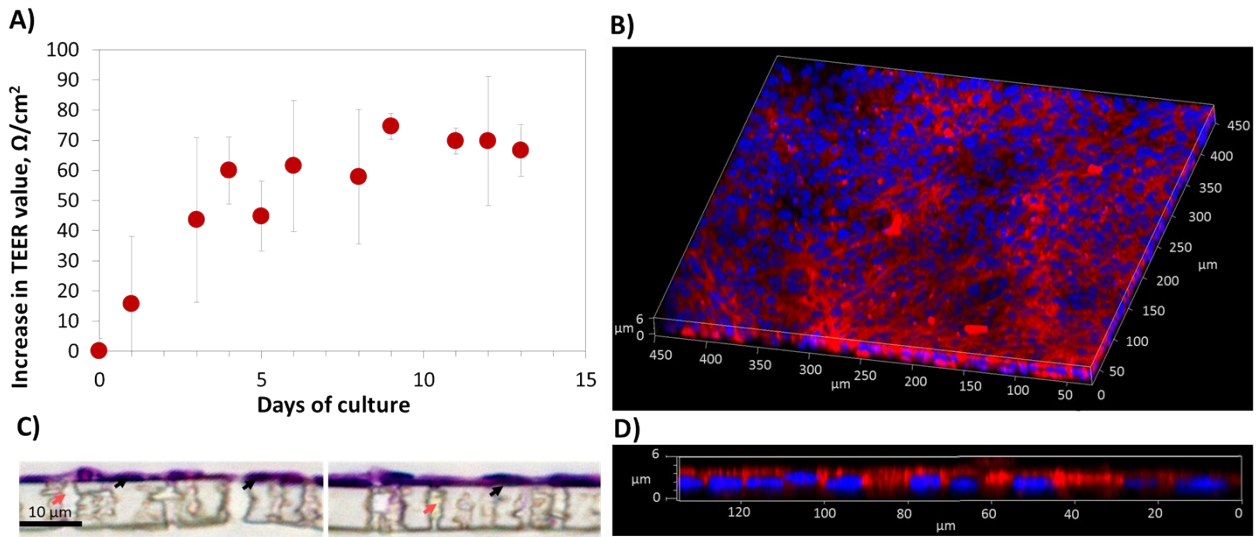 A)
100
90
80
70
60
50
40
30
20
10
0
0 5 10 15
Increase in TEER value, Ω/cm²
Days of culture
B)
450
400
350
300
250
200
150
100
50
0
μm
6
μm
0
450 400 350 300 250 200 150 100 50
μm
C)
10 μm
D)
6
μm
0
120 100 80 60 40 20 0
μm